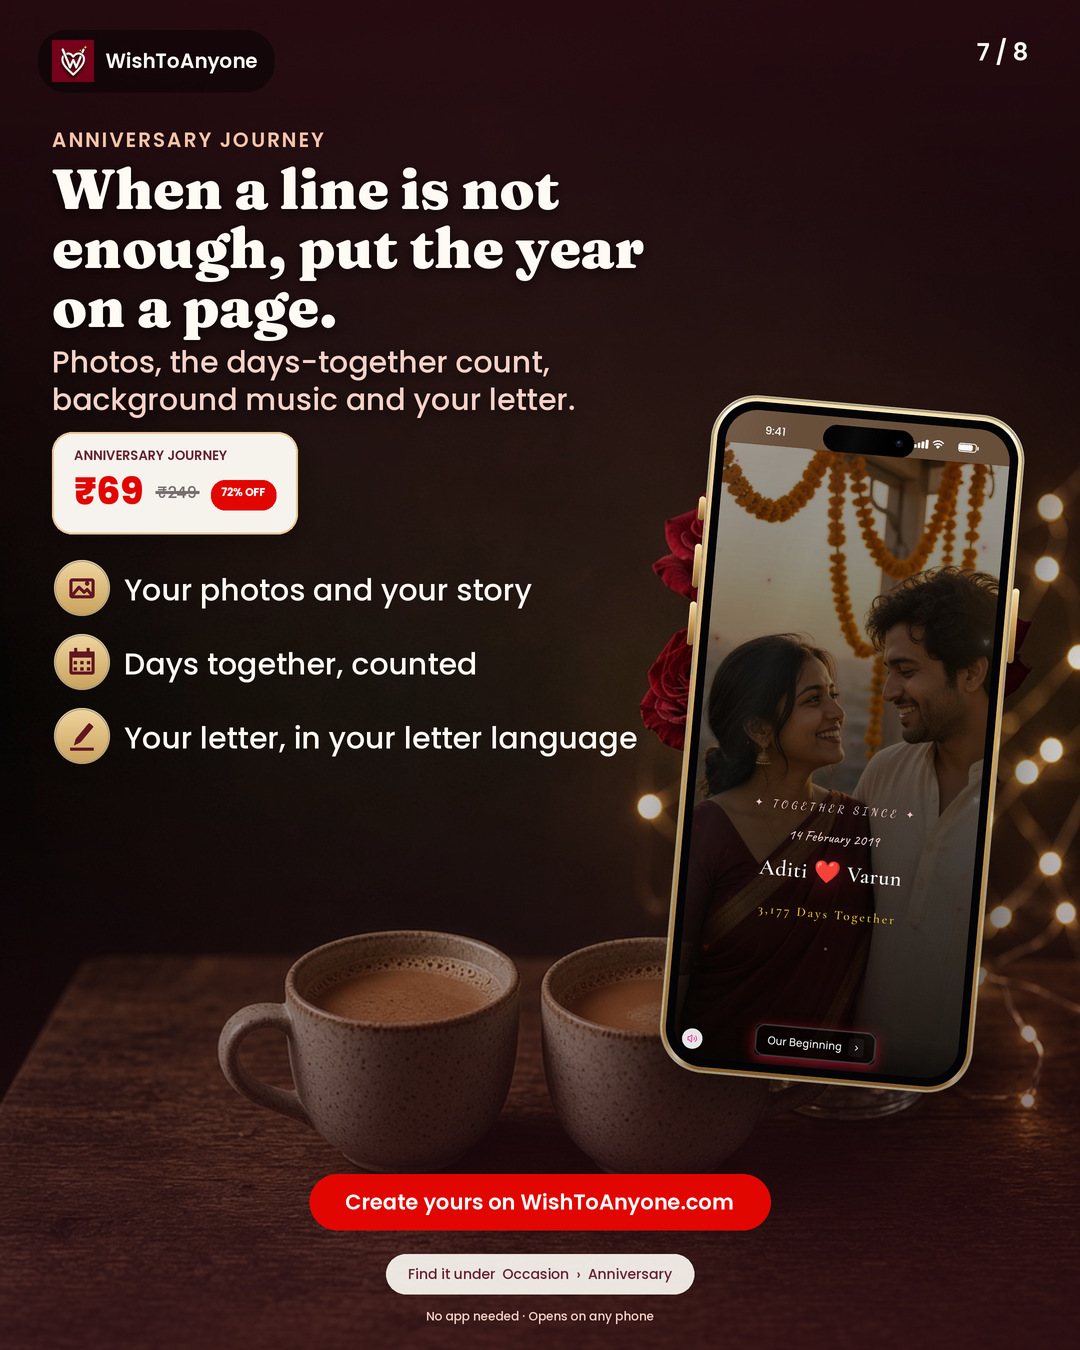 WishToAnyone
7 / 8
ANNIVERSARY JOURNEY
When a line is not
enough, put the year
on a page.
Photos, the days-together count,
background music and your letter.
ANNIVERSARY JOURNEY
₹69 ₹249 72% OFF
Your photos and your story
Days together, counted
Your letter, in your letter language
9:41
TOGETHER SINCE
14 February 2019
Aditi ❤️ Varun
3,177 Days Together
Our Beginning ›
Create yours on WishToAnyone.com
Find it under Occasion › Anniversary
No app needed · Opens on any phone